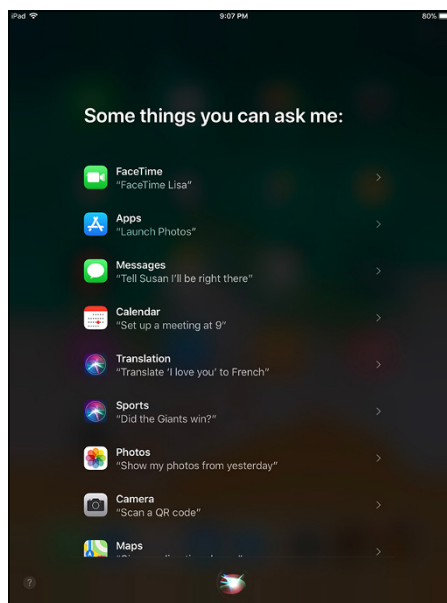 iPad 9:07 PM 80%
Some things you can ask me:
FaceTime
“FaceTime Lisa”
Apps
“Launch Photos”
Messages
“Tell Susan I’ll be right there”
Calendar
“Set up a meeting at 9”
Translation
“Translate ‘I love you’ to French”
Sports
“Did the Giants win?”
Photos
“Show my photos from yesterday”
Camera
“Scan a QR code”
Maps
?